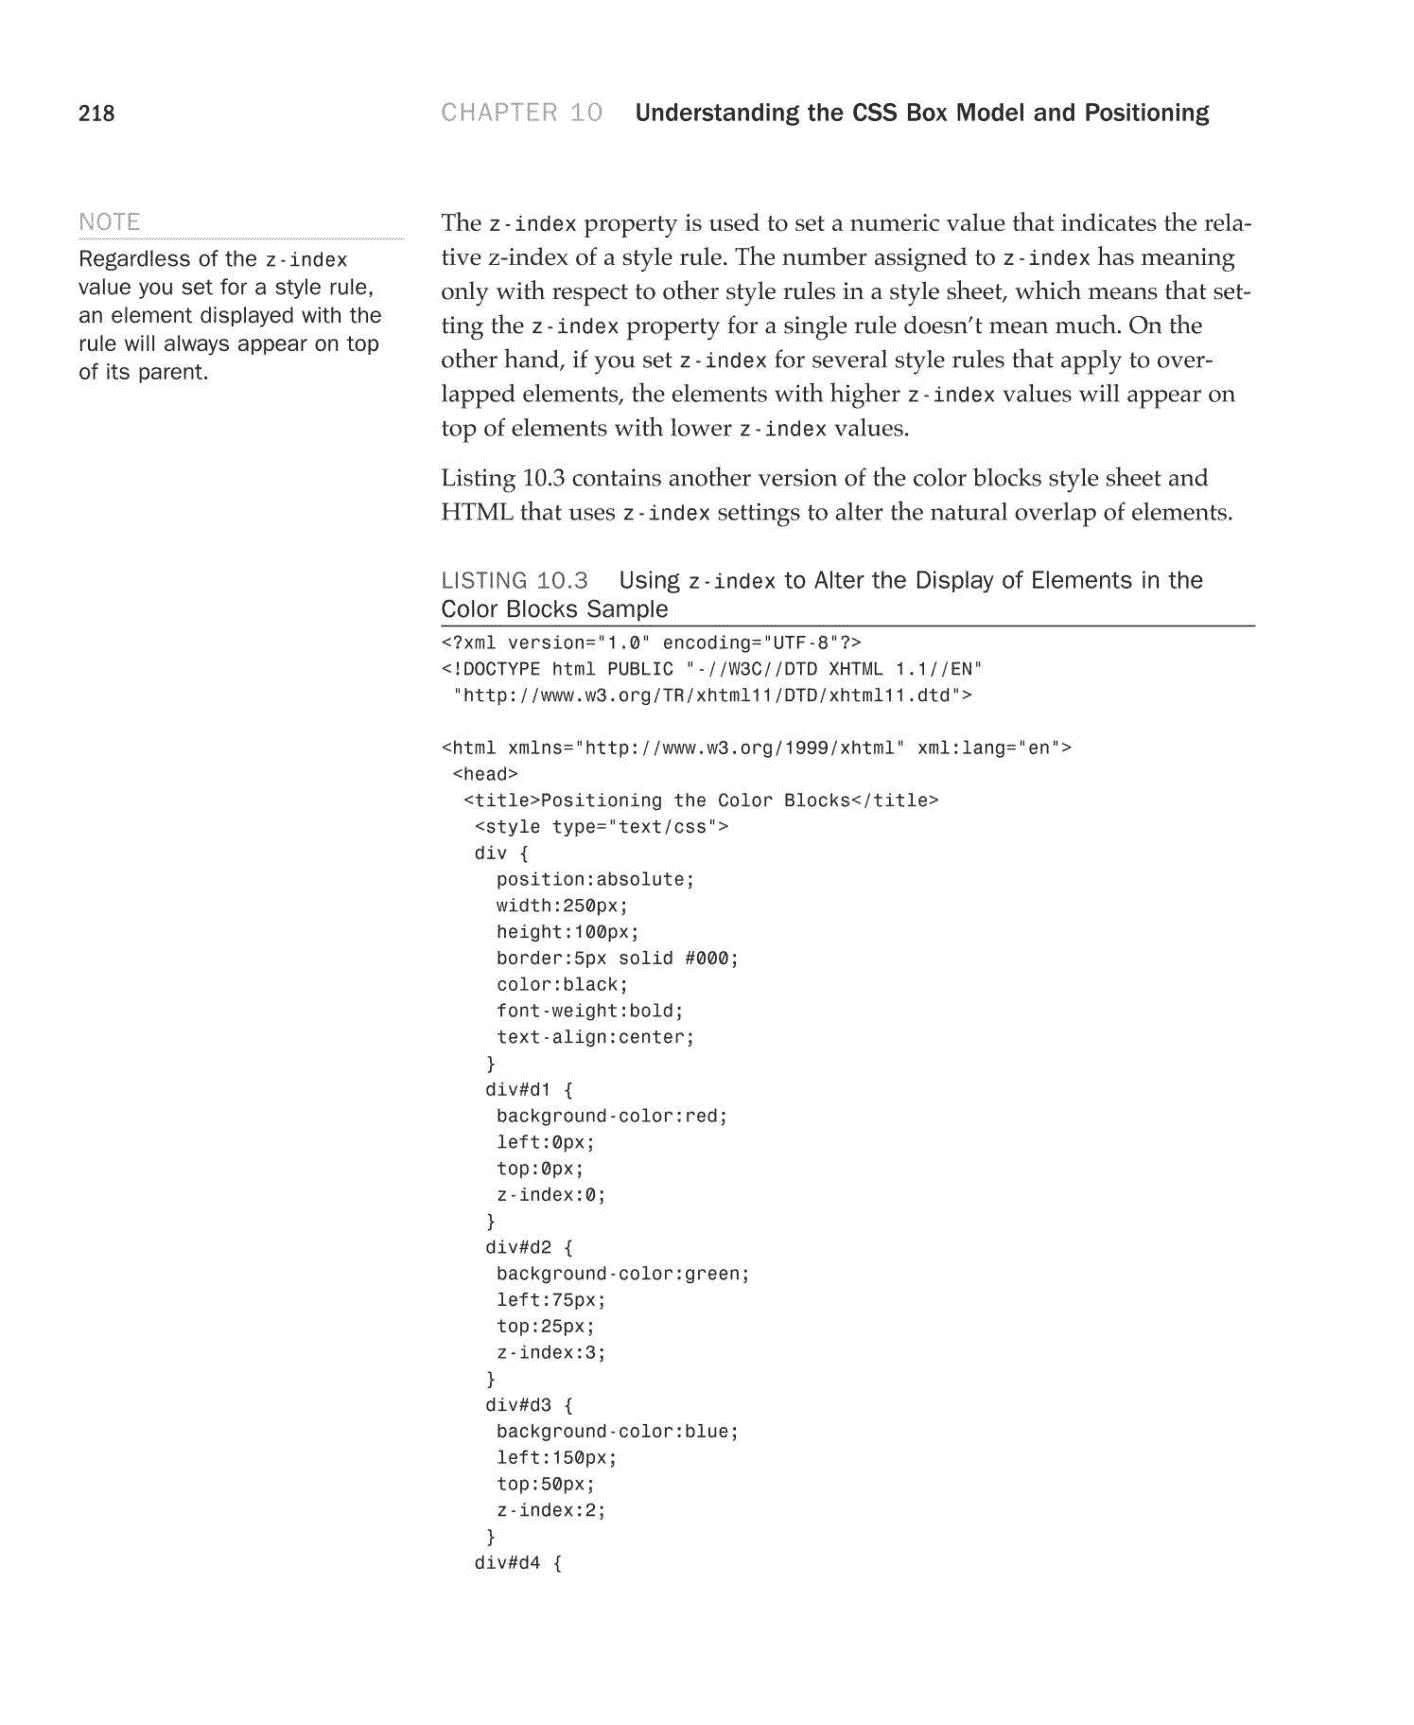 218
CHAPTER 10 Understanding the CSS Box Model and Positioning
NOTE
Regardless of the z-index
value you set for a style rule,
an element displayed with the
rule will always appear on top
of its parent.
The z-index property is used to set a numeric value that indicates the rela-
tive z-index of a style rule. The number assigned to z-index has meaning
only with respect to other style rules in a style sheet, which means that set-
ting the z-index property for a single rule doesn't mean much. On the
other hand, if you set z-index for several style rules that apply to over-
lapped elements, the elements with higher z-index values will appear on
top of elements with lower z-index values.
Listing 10.3 contains another version of the color blocks style sheet and
HTML that uses z-index settings to alter the natural overlap of elements.
LISTING 10.3 Using z-index to Alter the Display of Elements in the
Color Blocks Sample
<?xml version="1.0" encoding="UTF-8"?>
<!DOCTYPE html PUBLIC "-//W3C//DTD XHTML 1.1//EN"
"http://www.w3.org/TR/xhtml11/DTD/xhtml11.dtd">
<html xmlns="http://www.w3.org/1999/xhtml" xml:lang="en">
<head>
<title>Positioning the Color Blocks</title>
<style type="text/css">
div {
position:absolute;
width:250px;
height:100px;
border:5px solid #000;
color:black;
font-weight:bold;
text-align:center;
}
div#d1 {
background-color:red;
left:0px;
top:0px;
z-index:0;
}
div#d2 {
background-color:green;
left:75px;
top:25px;
z-index:3;
}
div#d3 {
background-color:blue;
left:150px;
top:50px;
z-index:2;
}
div#d4 {